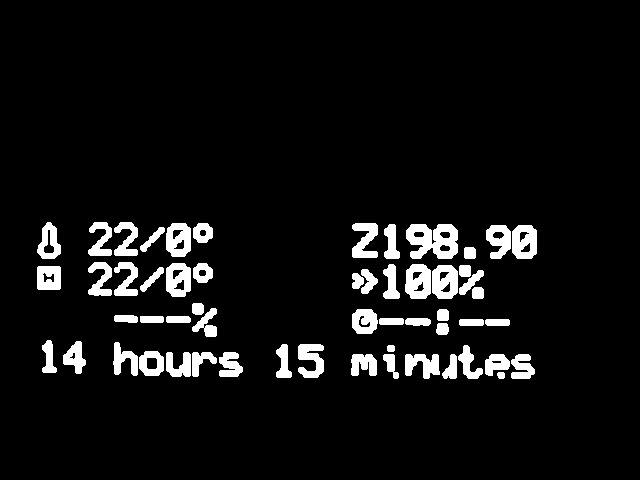 22/0° Z198.90
22/0° »100%
---% --:--
14 hours 15 minutes